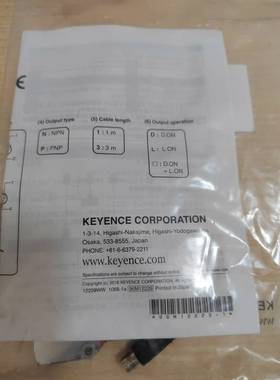 (4) Output type
N : NPN
P : PNP
(5) Cable length
1 : 1 m
3 : 3 m
(6) Output operation
D : D.ON
L : L.ON
□ : D.ON
+ L.ON
KEYENCE CORPORATION
1-3-14, Higashi-Nakajima, Higashi-Yodogawa-ku,
Osaka, 533-8555, Japan
PHONE: +81-6-6379-2211
www.keyence.com
Specifications are subject to change without notice.
Printed in Japan